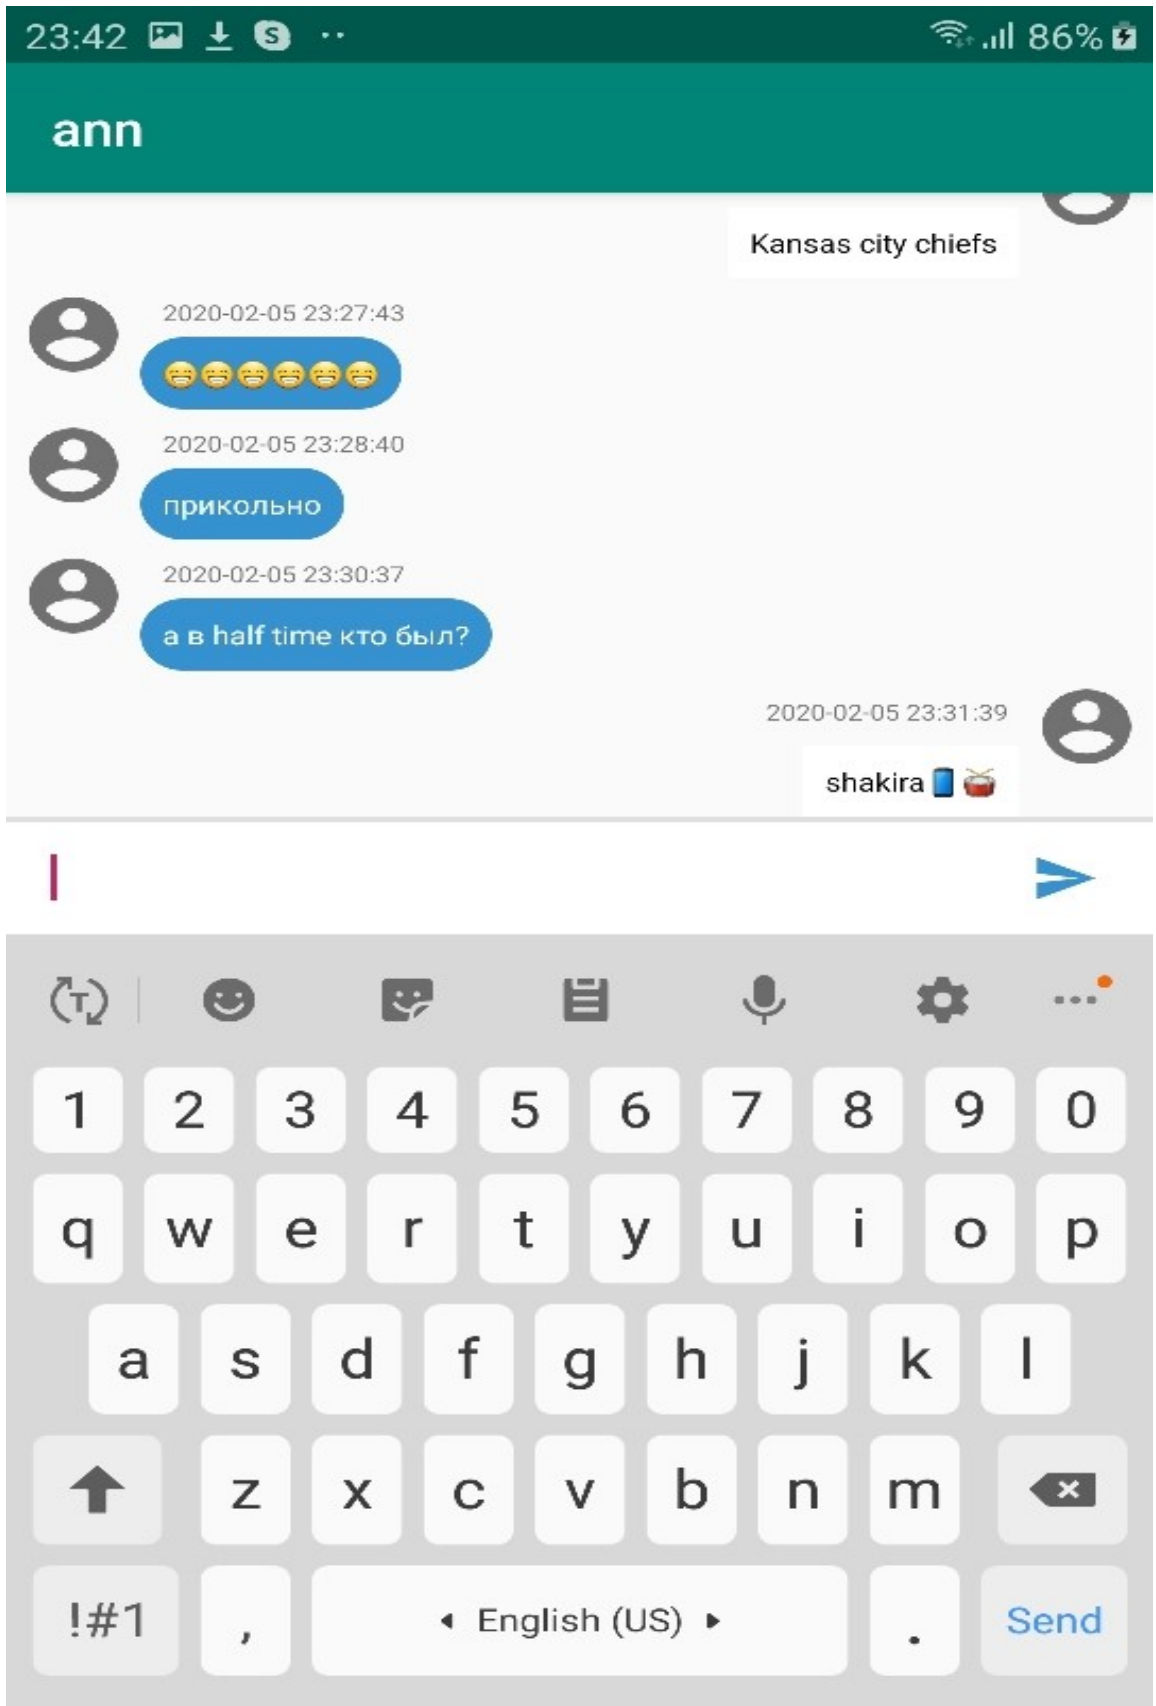 23:42 86%
ann
Kansas city chiefs
2020-02-05 23:27:43
😁😁😁😁😁😁
2020-02-05 23:28:40
прикольно
2020-02-05 23:30:37
а в half time кто был?
2020-02-05 23:31:39
shakira📱🥁
1 2 3 4 5 6 7 8 9 0
q w e r t y u i o p
a s d f g h j k l
z x c v b n m
!#1 , English (US) . Send